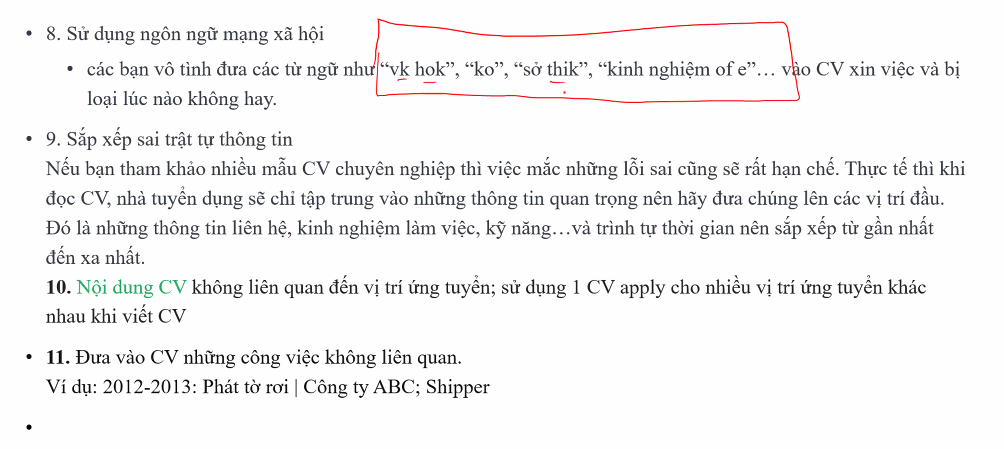 • 8. Sử dụng ngôn ngữ mạng xã hội
• các bạn vô tình đưa các từ ngữ như “vk hok”, “ko”, “sở thik”, “kinh nghiệm of e”… vào CV xin việc và bị
loại lúc nào không hay.
• 9. Sắp xếp sai trật tự thông tin
Nếu bạn tham khảo nhiều mẫu CV chuyên nghiệp thì việc mắc những lỗi sai cũng sẽ rất hạn chế. Thực tế thì khi
đọc CV, nhà tuyển dụng sẽ chỉ tập trung vào những thông tin quan trọng nên hãy đưa chúng lên các vị trí đầu.
Đó là những thông tin liên hệ, kinh nghiệm làm việc, kỹ năng…và trình tự thời gian nên sắp xếp từ gần nhất
đến xa nhất.
10. Nội dung CV không liên quan đến vị trí ứng tuyển; sử dụng 1 CV apply cho nhiều vị trí ứng tuyển khác
nhau khi viết CV
• 11. Đưa vào CV những công việc không liên quan.
Ví dụ: 2012-2013: Phát tờ rơi | Công ty ABC; Shipper
•